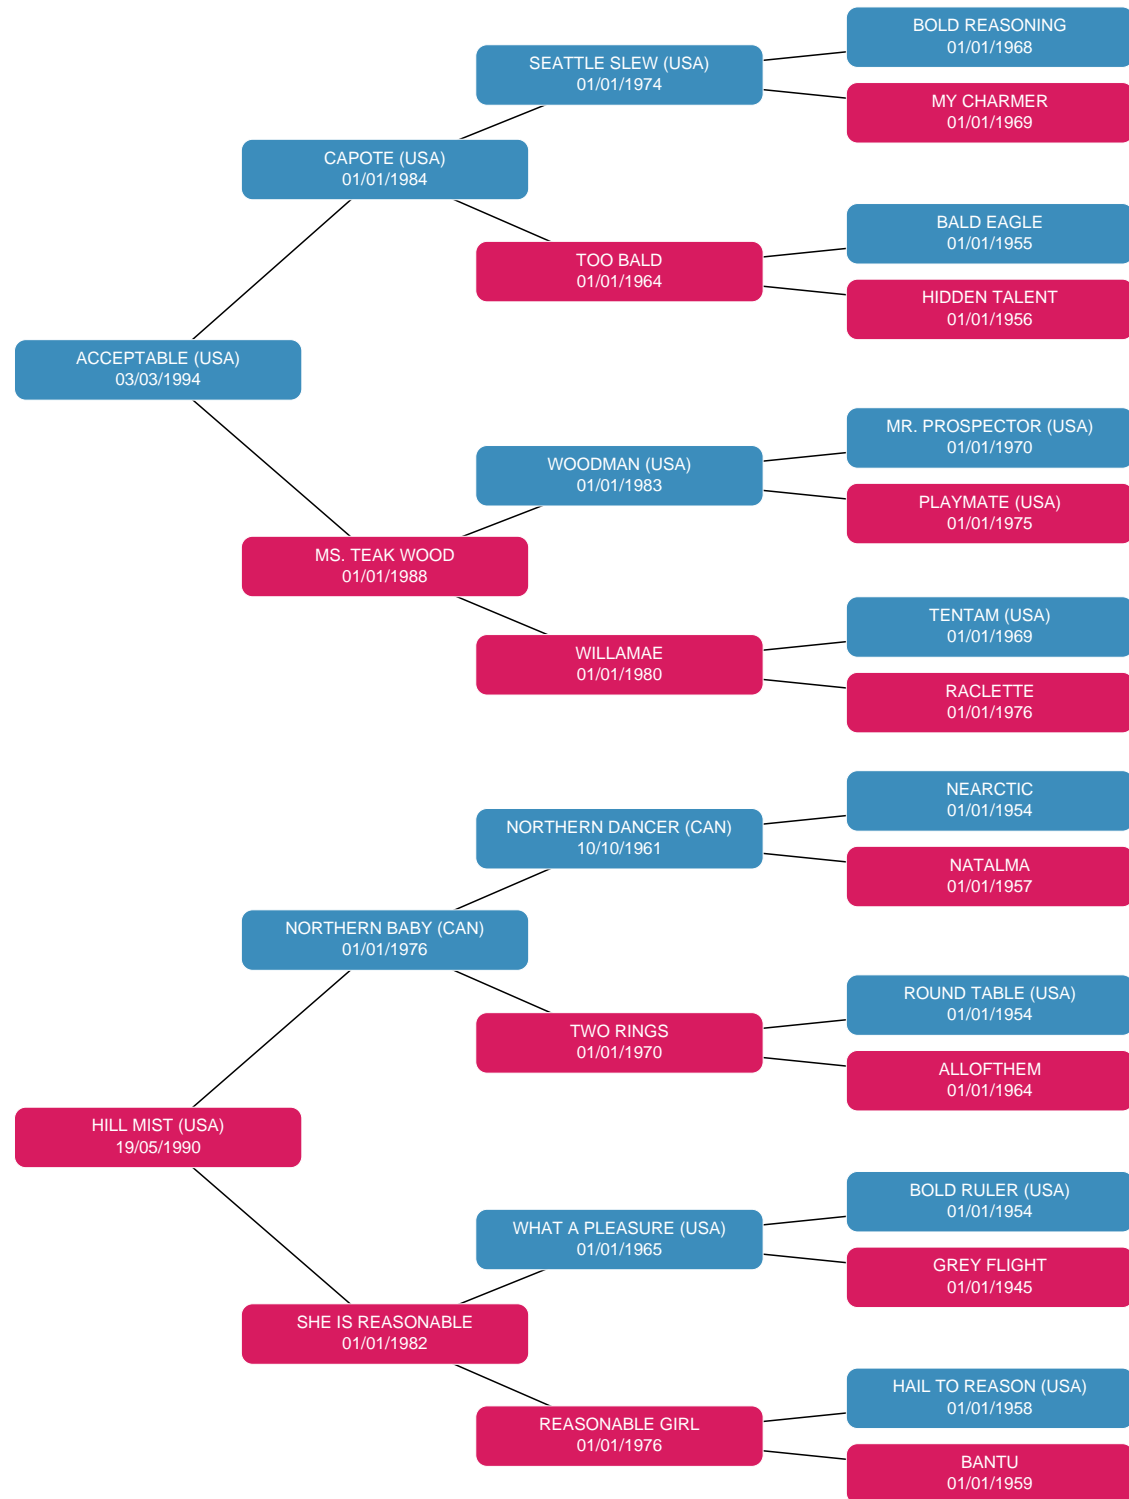 BOLD REASONING
01/01/1968
SEATTLE SLEW (USA)
01/01/1974
MY CHARMER
01/01/1969
CAPOTE (USA)
01/01/1984
BALD EAGLE
01/01/1955
TOO BALD
01/01/1964
HIDDEN TALENT
01/01/1956
ACCEPTABLE (USA)
03/03/1994
MR. PROSPECTOR (USA)
01/01/1970
WOODMAN (USA)
01/01/1983
PLAYMATE (USA)
01/01/1975
MS. TEAK WOOD
01/01/1988
TENTAM (USA)
01/01/1969
WILLAMAE
01/01/1980
RACLETTE
01/01/1976
NEARCTIC
01/01/1954
NORTHERN DANCER (CAN)
10/10/1961
NATALMA
01/01/1957
NORTHERN BABY (CAN)
01/01/1976
ROUND TABLE (USA)
01/01/1954
TWO RINGS
01/01/1970
ALLOFTHEM
01/01/1964
HILL MIST (USA)
19/05/1990
BOLD RULER (USA)
01/01/1954
WHAT A PLEASURE (USA)
01/01/1965
GREY FLIGHT
01/01/1945
SHE IS REASONABLE
01/01/1982
HAIL TO REASON (USA)
01/01/1958
REASONABLE GIRL
01/01/1976
BANTU
01/01/1959